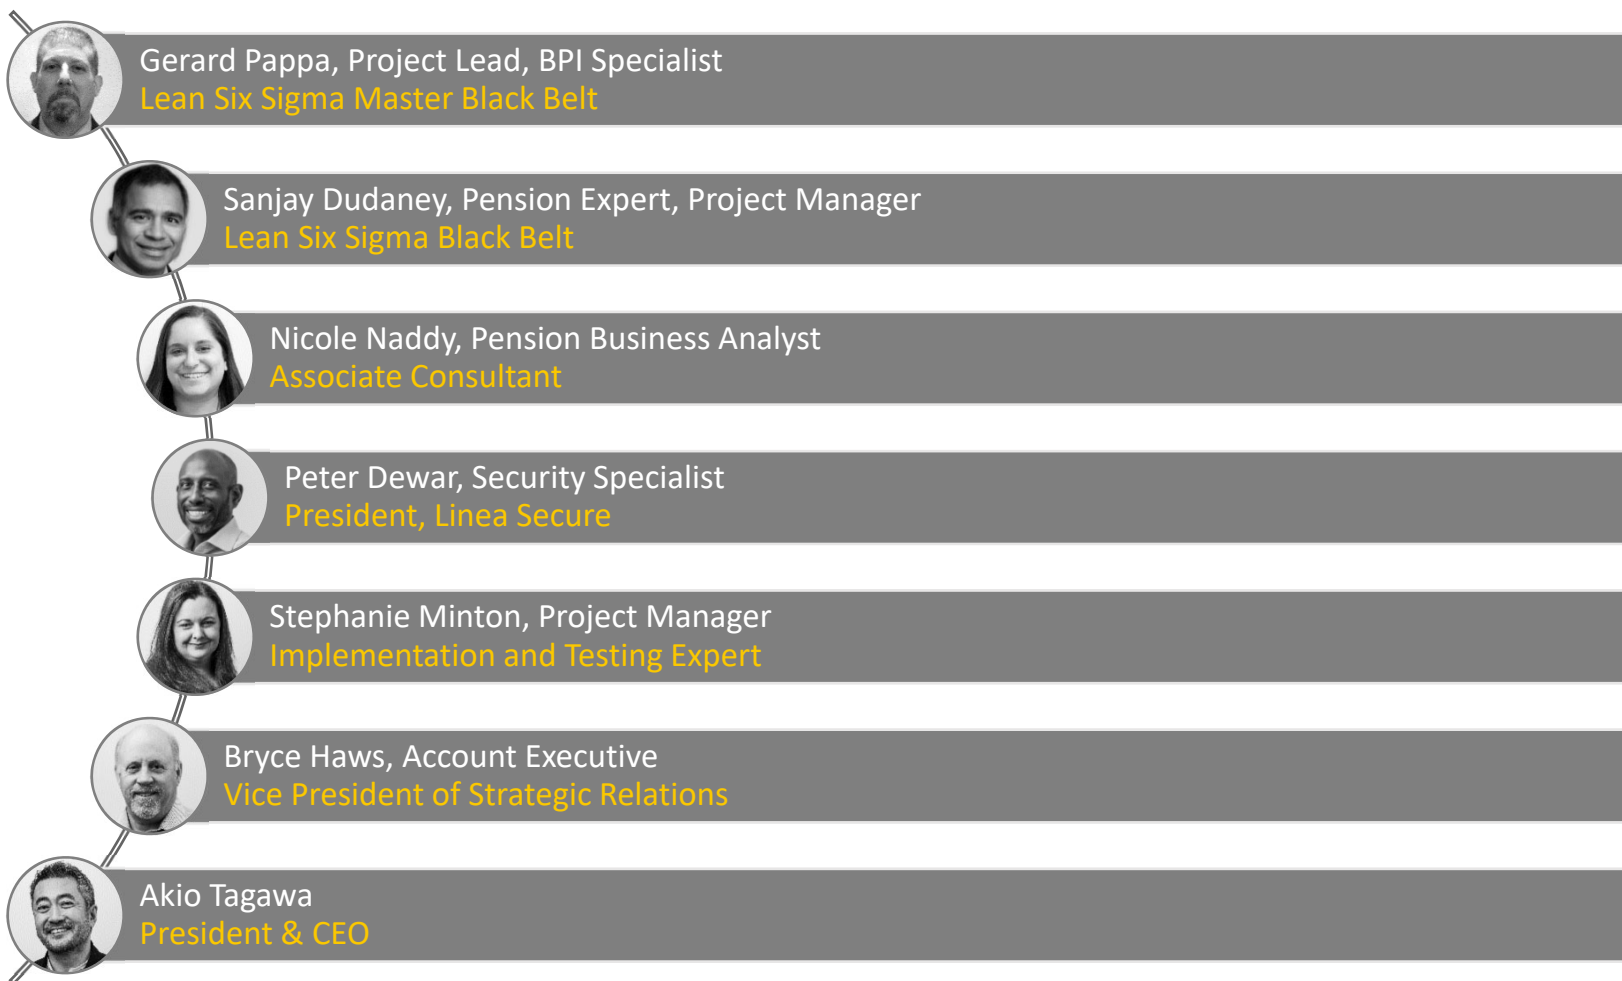 Gerard Pappa, Project Lead, BPI Specialist
Lean Six Sigma Master Black Belt
Sanjay Dudaney, Pension Expert, Project Manager
Lean Six Sigma Black Belt
Nicole Naddy, Pension Business Analyst
Associate Consultant
Peter Dewar, Security Specialist
President, Linea Secure
Stephanie Minton, Project Manager
Implementation and Testing Expert
Bryce Haws, Account Executive
Vice President of Strategic Relations
Akio Tagawa
President & CEO